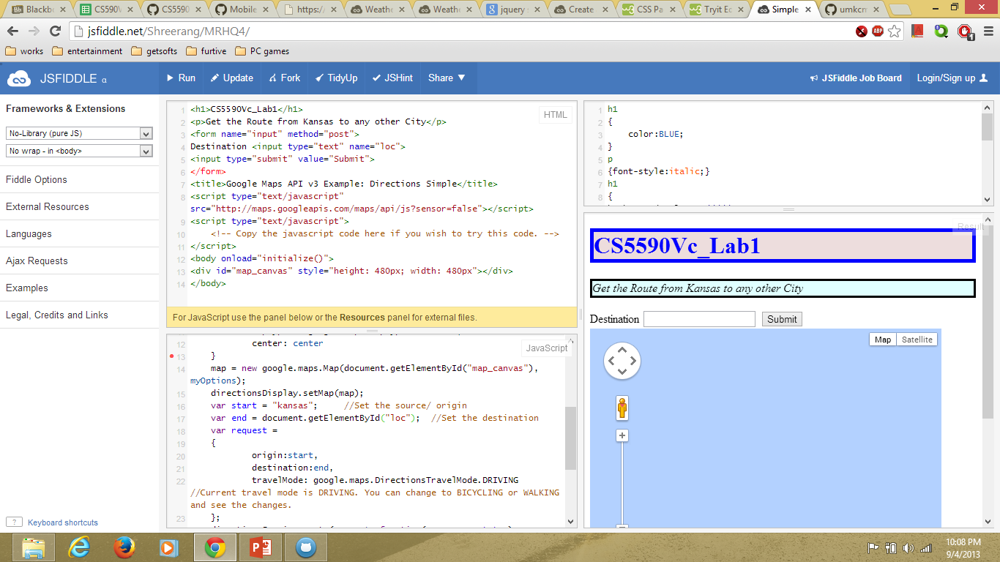 Blackb
CS590V
CS5590
Mobile
https:/
Weathe
Weathe
jquery s
Create
CSS Pa
Tryit Ed
Simple
umkcm
jsfiddle.net/Shreerang/MRHQ4/
works
entertainment
getsofts
furtive
PC games
JSFIDDLE α
Run
Update
Fork
TidyUp
JSHint
Share
JSFiddle Job Board
Login/Sign up
Frameworks & Extensions
No-Library (pure JS)
No wrap - in <body>
Fiddle Options
External Resources
Languages
Ajax Requests
Examples
Legal, Credits and Links
? Keyboard shortcuts
HTML
1 <h1>CS5590Vc_Lab1</h1>
2 <p>Get the Route from Kansas to any other City</p>
3 <form name="input" method="post">
4 Destination <input type="text" name="loc">
5 <input type="submit" value="Submit">
6 </form>
7 <title>Google Maps API v3 Example: Directions Simple</title>
8 <script type="text/javascript"
src="http://maps.googleapis.com/maps/api/js?sensor=false"></script>
9 <script type="text/javascript">
10 <!-- Copy the javascript code here if you wish to try this code. -->
11 </script>
12 <body onload="initialize()">
13 <div id="map_canvas" style="height: 480px; width: 480px"></div>
14 </body>
For JavaScript use the panel below or the Resources panel for external files.
JavaScript
12 center: center
13 }
14 map = new google.maps.Map(document.getElementById("map_canvas"),
myOptions);
15 directionsDisplay.setMap(map);
16 var start = "kansas"; //Set the source/ origin
17 var end = document.getElementById("loc"); //Set the destination
18 var request =
19 {
20 origin:start,
21 destination:end,
22 travelMode: google.maps.DirectionsTravelMode.DRIVING
//Current travel mode is DRIVING. You can change to BICYCLING or WALKING
and see the changes.
23 };
1 h1
2 {
3 color:BLUE;
4 }
5 p
6 {font-style:italic;}
7 h1
8 {
Result
CS5590Vc_Lab1
Get the Route from Kansas to any other City
Destination
Submit
Map
Satellite
10:08 PM
9/4/2013